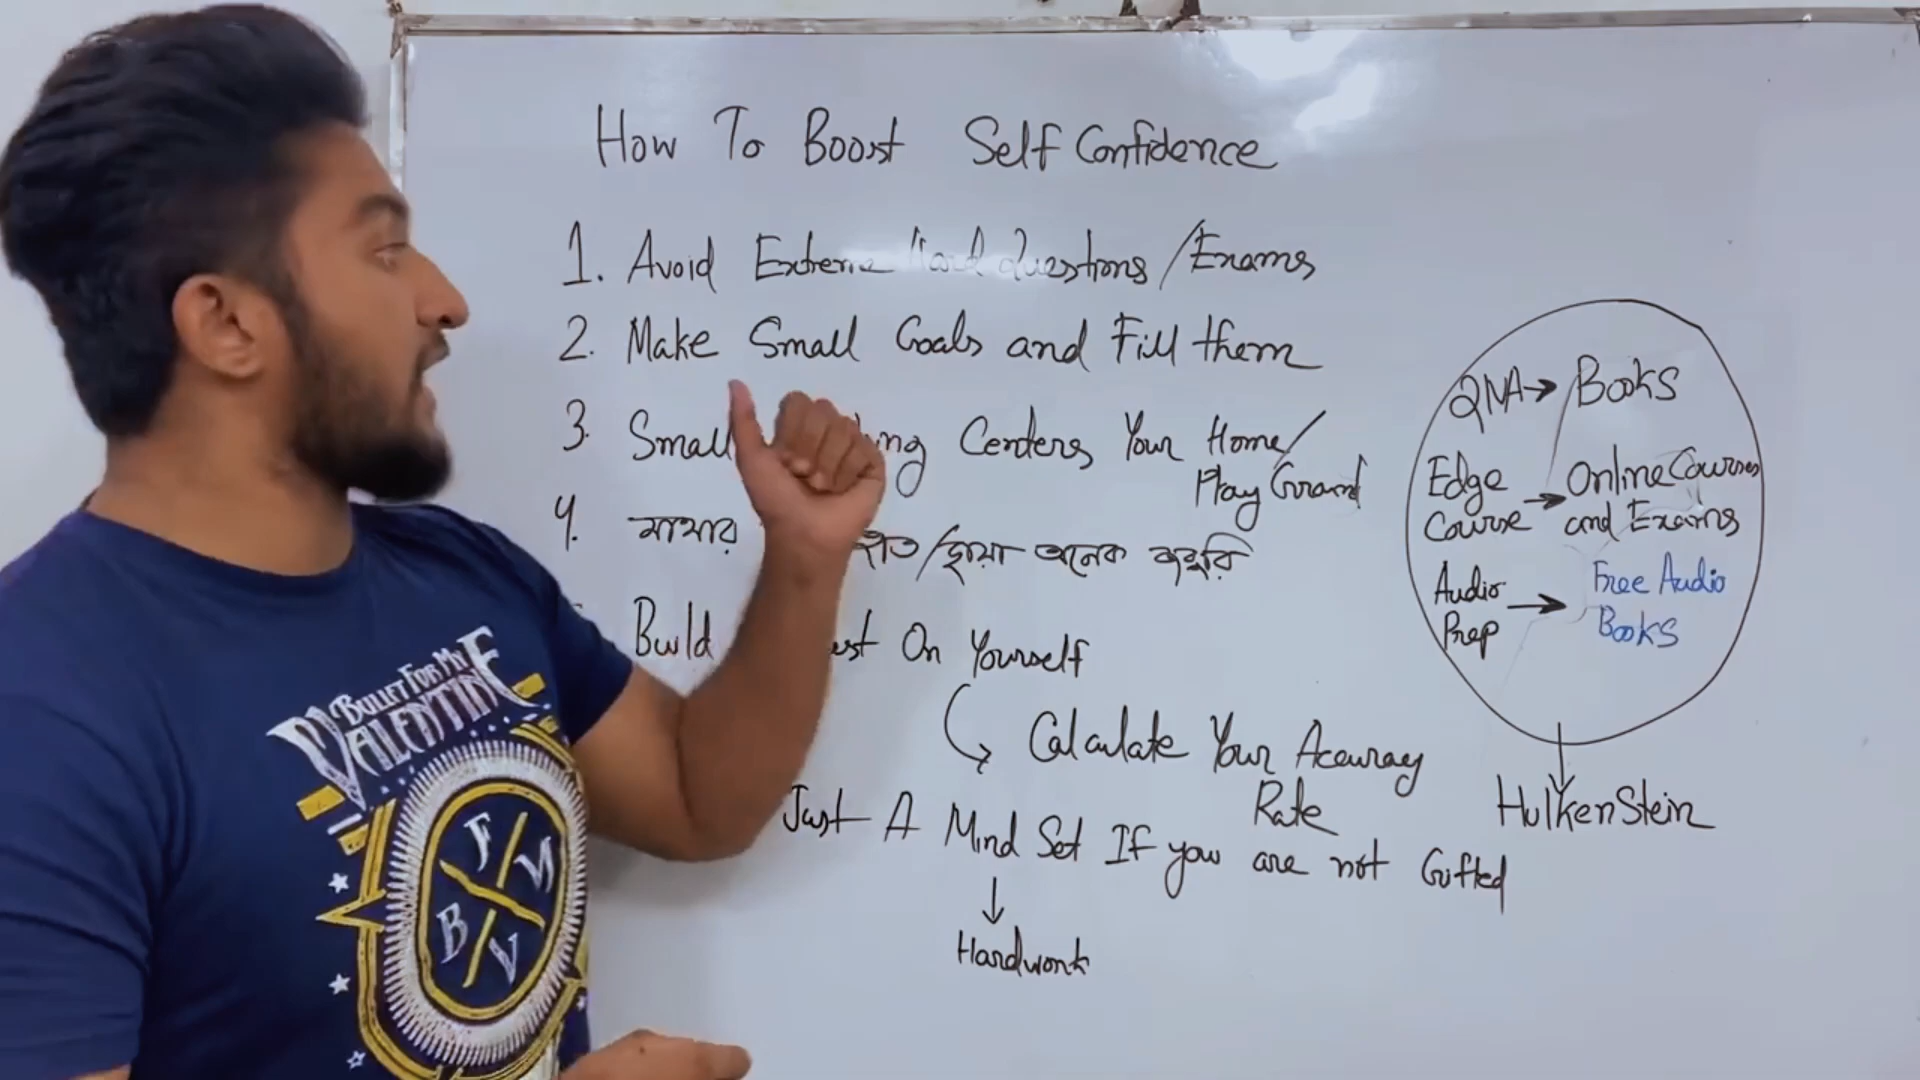 How To Boost Self Confidence
1. Avoid Extreme Hard Questions/Exams
2. Make Small Goals and Fill them
3. Small Centers Your Home/
Play Ground
4. মাথার হাত/ছায়া অনেক জরুরি
Build On Yourself
Calculate Your Accuracy
Rate
Just A Mind Set If you are not Gifted
Hardwork
QNA → Books
Edge Course → Online Courses and Exams
Audio Prep → Free Audio Books
HulkenStein
BULLET FOR MY
VALENTINE
F M
B V